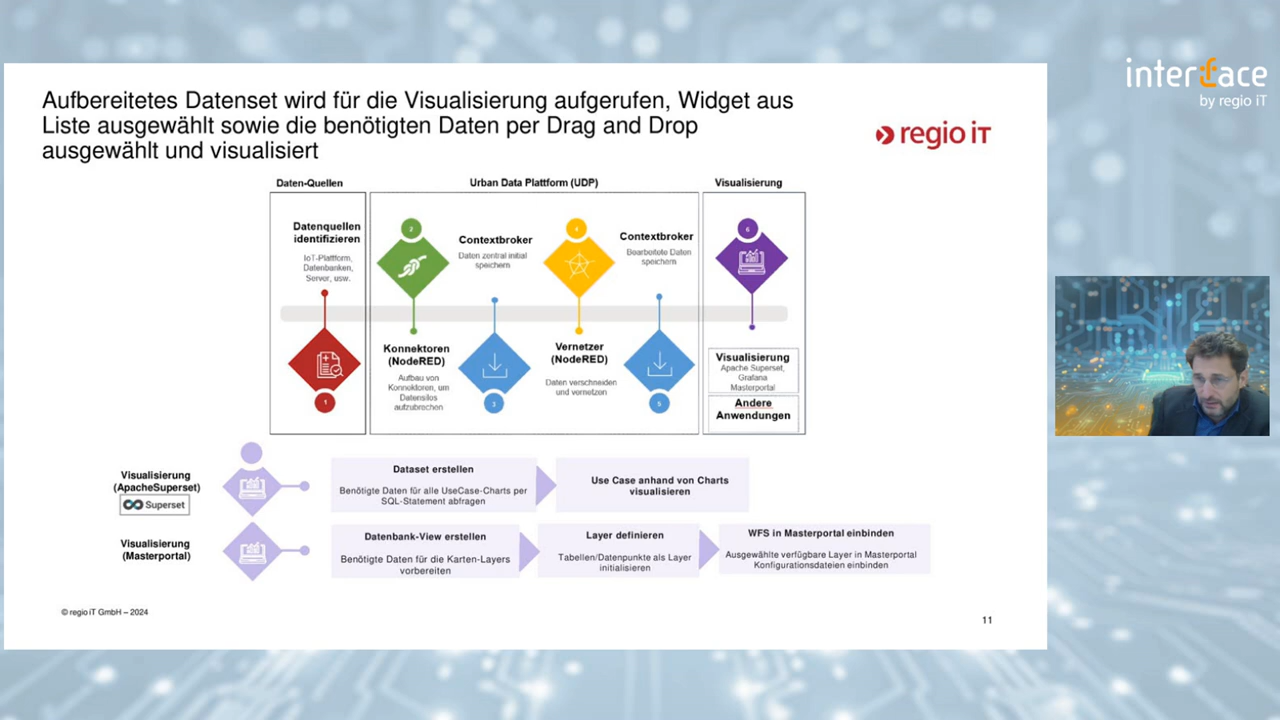 interface
by regio iT
Aufbereitetes Datenset wird für die Visualisierung aufgerufen, Widget aus
Liste ausgewählt sowie die benötigten Daten per Drag and Drop
ausgewählt und visualisiert
regio iT
Daten-Quellen
Urban Data Plattform (UDP)
Visualisierung
Datenquellen
identifizieren
IoT-Plattform,
Datenbanken,
Server, usw.
1
2
Konnektoren
(NodeRED)
Aufbau von
Konnektoren, um
Datensilos
aufzubrechen
Contextbroker
Daten zentral initial
speichern
3
4
Vernetzer
(NodeRED)
Daten verschneiden
und vernetzen
Contextbroker
Bearbeitete Daten
speichern
5
6
Visualisierung
Apache Superset,
Grafana
Masterportal
Andere
Anwendungen
Visualisierung
(ApacheSuperset)
Superset
Dataset erstellen
Benötigte Daten für alle UseCase-Charts per
SQL-Statement abfragen
Use Case anhand von Charts
visualisieren
Visualisierung
(Masterportal)
Datenbank-View erstellen
Benötigte Daten für die Karten-Layers
vorbereiten
Layer definieren
Tabellen/Datenpunkte als Layer
initialisieren
WFS in Masterportal einbinden
Ausgewählte verfügbare Layer in Masterportal
Konfigurationsdateien einbinden
© regio iT GmbH – 2024
11